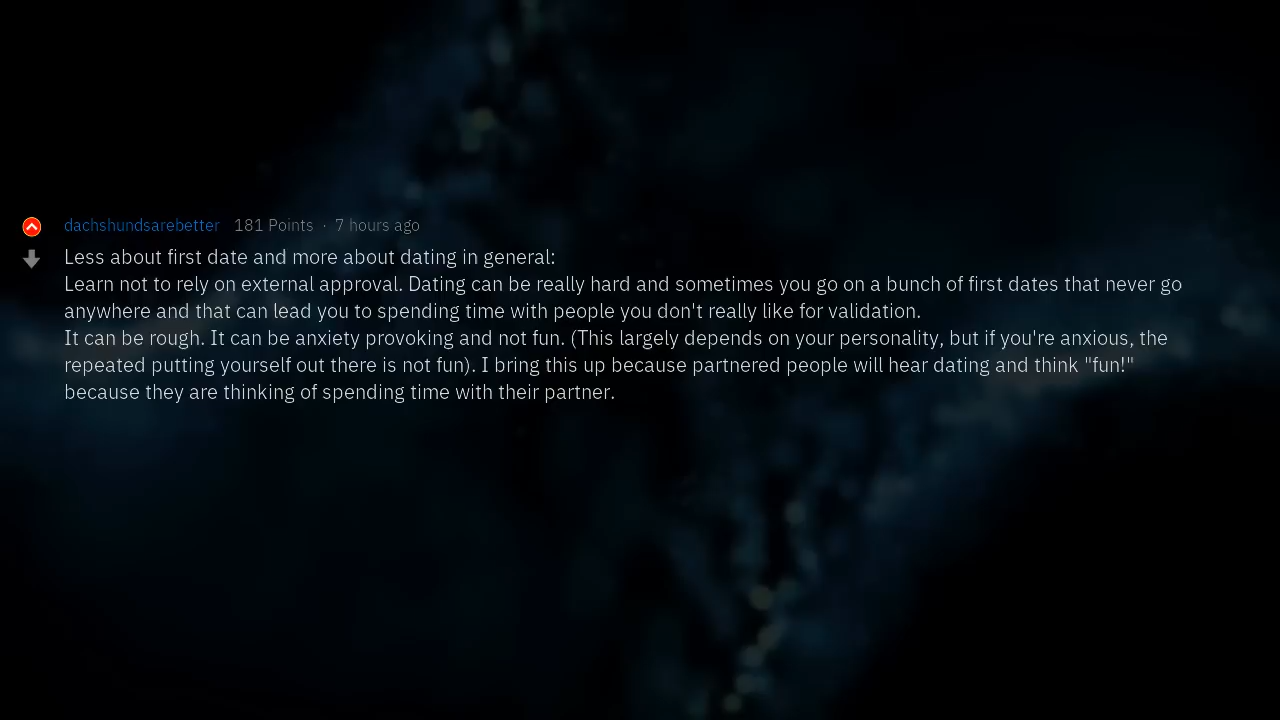 dachshundsarebetter 181 Points · 7 hours ago
Less about first date and more about dating in general:
Learn not to rely on external approval. Dating can be really hard and sometimes you go on a bunch of first dates that never go
anywhere and that can lead you to spending time with people you don't really like for validation.
It can be rough. It can be anxiety provoking and not fun. (This largely depends on your personality, but if you're anxious, the
repeated putting yourself out there is not fun). I bring this up because partnered people will hear dating and think "fun!"
because they are thinking of spending time with their partner.